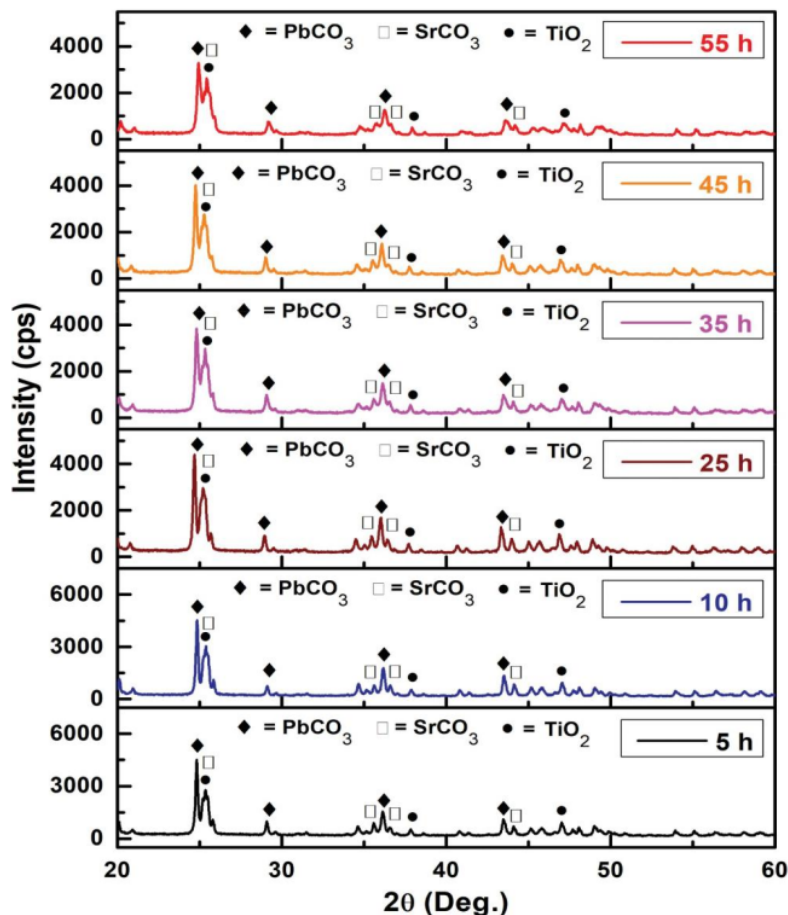 ◆ = PbCO₃ □ = SrCO₃ ● = TiO₂ 55 h
4000
2000
0
◆ = PbCO₃ □ = SrCO₃ ● = TiO₂ 45 h
4000
2000
0
◆ = PbCO₃ □ = SrCO₃ ● = TiO₂ 35 h
4000
2000
0
◆ = PbCO₃ □ = SrCO₃ ● = TiO₂ 25 h
4000
2000
0
◆ = PbCO₃ □ = SrCO₃ ● = TiO₂ 10 h
6000
3000
0
◆ = PbCO₃ □ = SrCO₃ ● = TiO₂ 5 h
6000
3000
0
20 30 40 50 60
2θ (Deg.)
Intensity (cps)